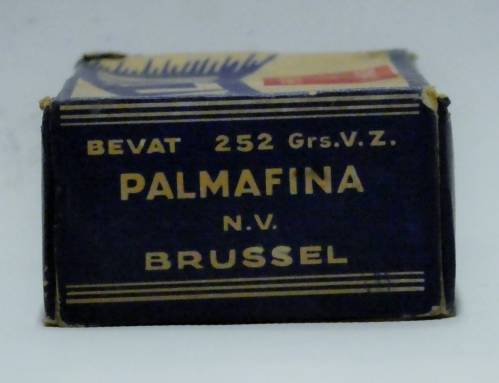 BEVAT 252 Grs.V.Z.
PALMAFINA
N.V.
BRUSSEL